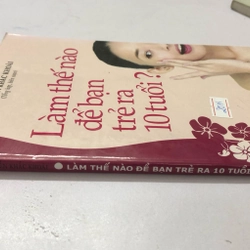 Làm thế nào
để bạn
trẻ ra
10 tuổi?
LÀM THẾ NÀO ĐỂ BẠN TRẺ RA 10 TUỔI